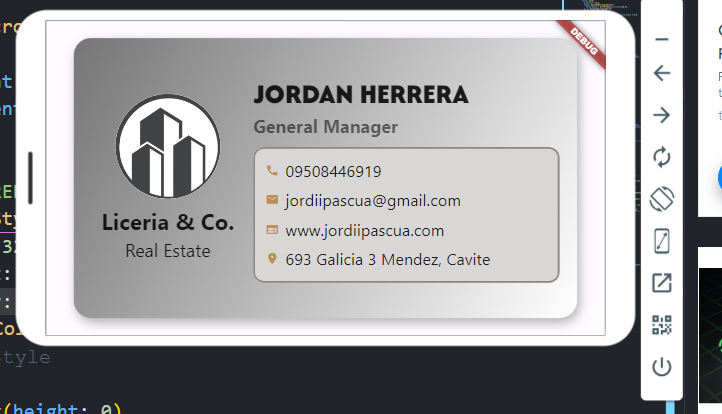 DEBUG
JORDAN HERRERA
General Manager
09508446919
jordiipascua@gmail.com
www.jordiipascua.com
693 Galicia 3 Mendez, Cavite
Liceria & Co.
Real Estate
(height: 0)